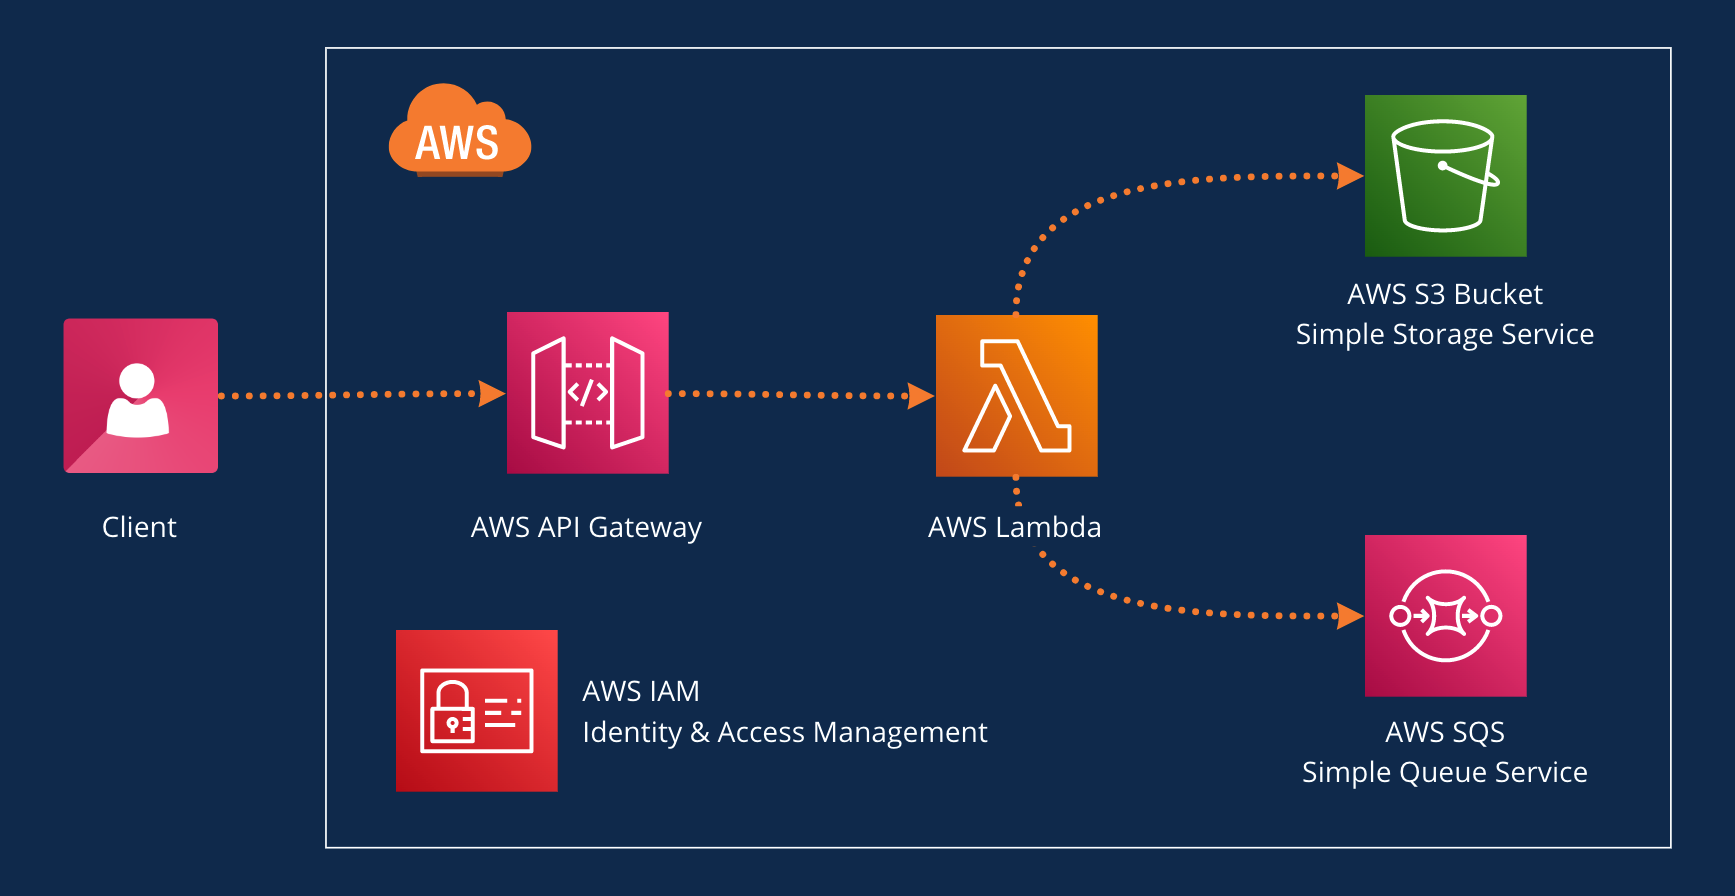 AWS
AWS S3 Bucket
Simple Storage Service
Client
AWS API Gateway
AWS Lambda
AWS IAM
Identity & Access Management
AWS SQS
Simple Queue Service